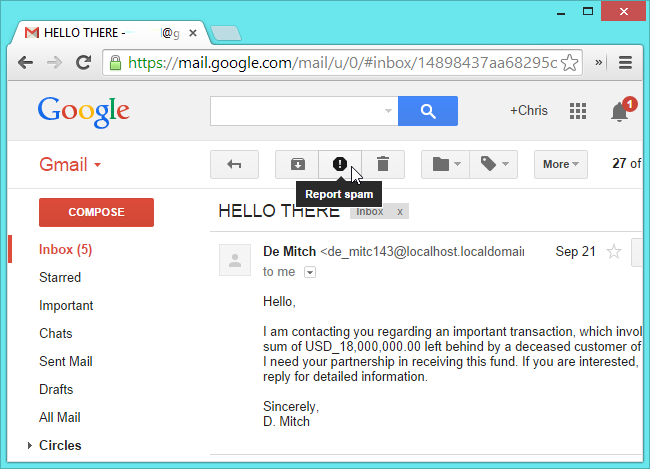 HELLO THERE - @g
https://mail.google.com/mail/u/0/#inbox/14898437aa68295c
»
Google
+Chris
1
Gmail
More
27 of
Report spam
COMPOSE
HELLO THERE
Inbox x
Inbox (5)
De Mitch <de_mitc143@localhost.localdomain
Sep 21
to me
Starred
Important
Chats
Sent Mail
Drafts
All Mail
Circles
Hello,
I am contacting you regarding an important transaction, which invol
sum of USD_18,000,000.00 left behind by a deceased customer of
I need your partnership in receiving this fund. If you are interested,
reply for detailed information.
Sincerely,
D. Mitch